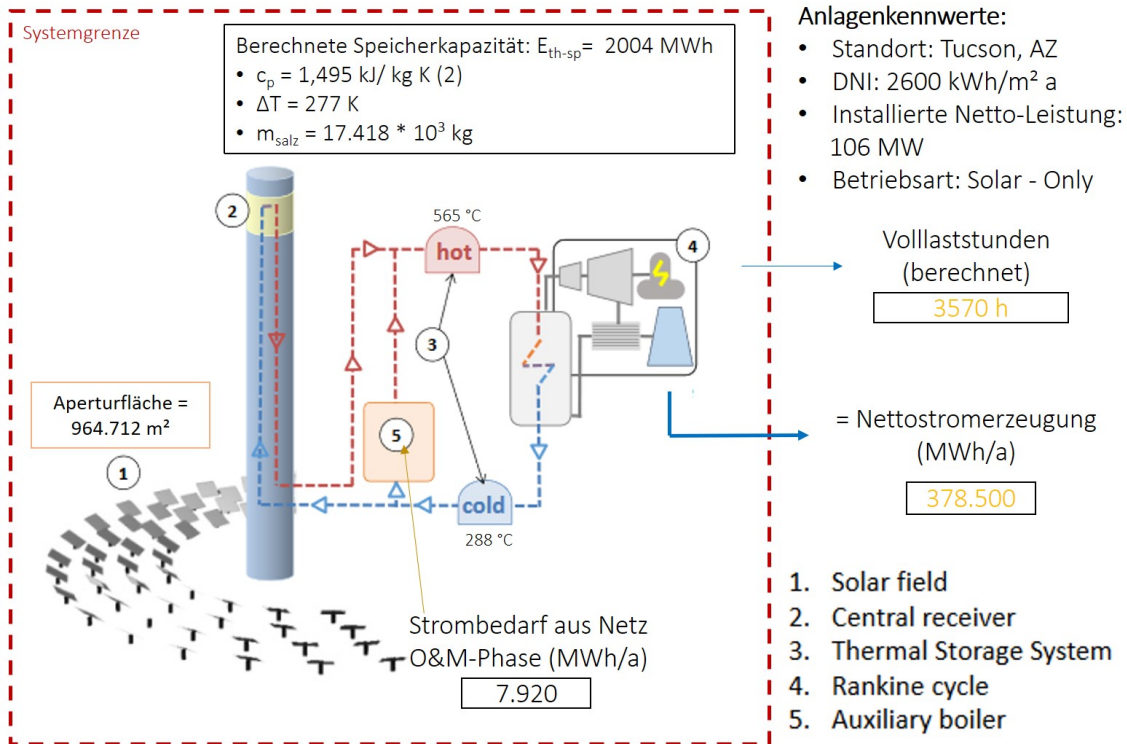 Systemgrenze
Berechnete Speicherkapazität: Eth-sp= 2004 MWh
• cp = 1,495 kJ/ kg K (2)
• ΔT = 277 K
• msalz = 17.418 * 10³ kg
Anlagenkennwerte:
• Standort: Tucson, AZ
• DNI: 2600 kWh/m² a
• Installierte Netto-Leistung:
106 MW
• Betriebsart: Solar - Only
2
565 °C
hot
4
Volllaststunden
(berechnet)
3570 h
3
Aperturfläche =
964.712 m²
5
= Nettostromerzeugung
(MWh/a)
378.500
1
cold
288 °C
Strombedarf aus Netz
O&M-Phase (MWh/a)
7.920
1. Solar field
2. Central receiver
3. Thermal Storage System
4. Rankine cycle
5. Auxiliary boiler